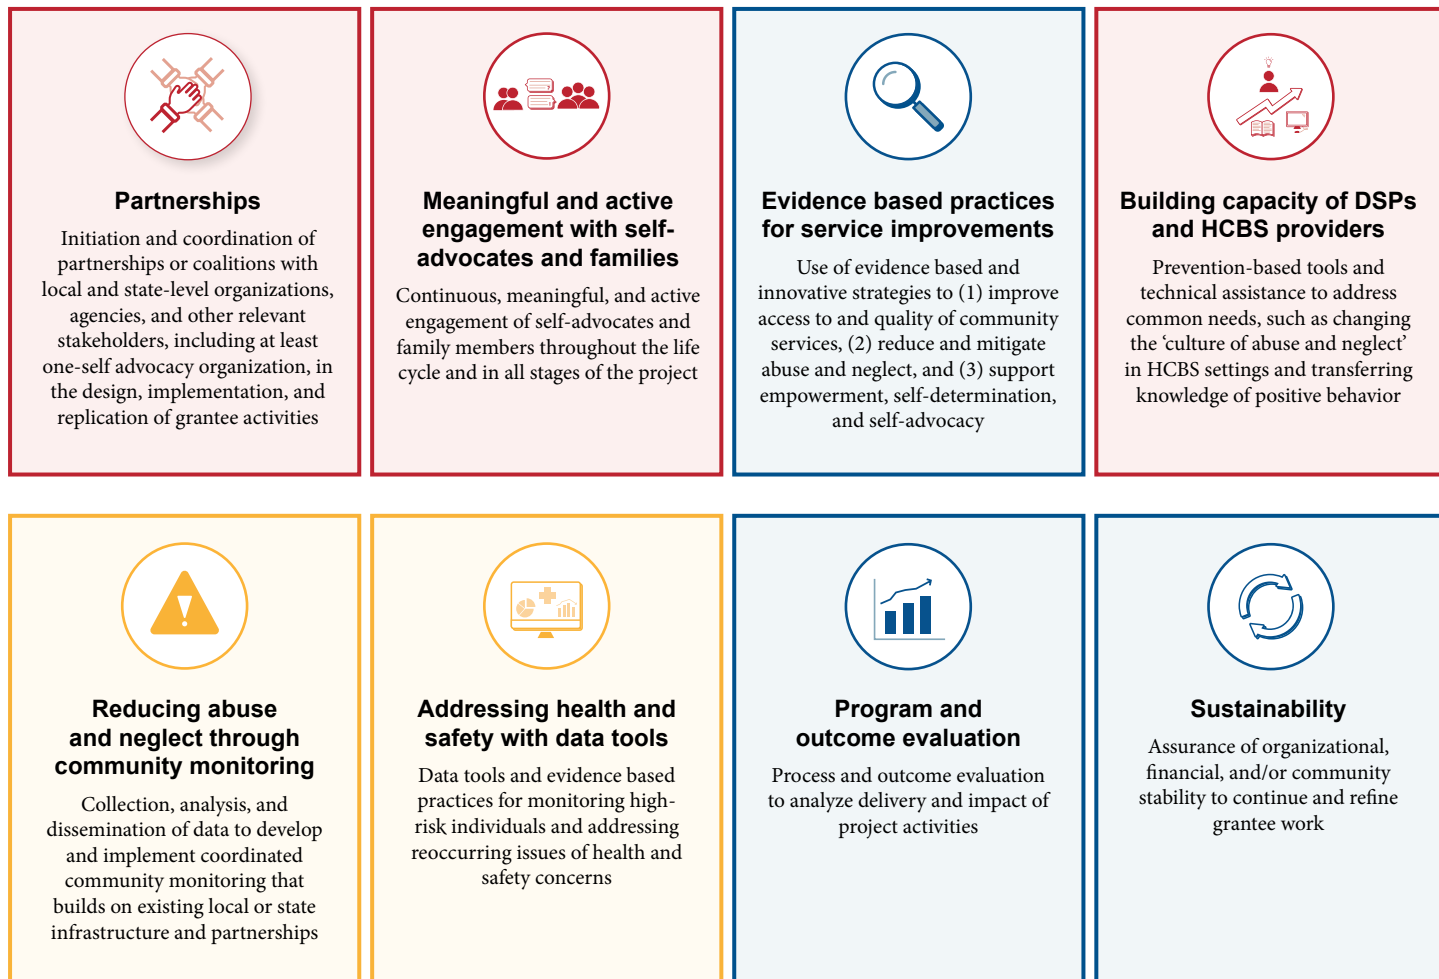 Partnerships
Initiation and coordination of
partnerships or coalitions with
local and state-level organizations,
agencies, and other relevant
stakeholders, including at least
one-self advocacy organization, in
the design, implementation, and
replication of grantee activities
Meaningful and active
engagement with self-
advocates and families
Continuous, meaningful, and active
engagement of self-advocates and
family members throughout the life
cycle and in all stages of the project
Evidence based practices
for service improvements
Use of evidence based and
innovative strategies to (1) improve
access to and quality of community
services, (2) reduce and mitigate
abuse and neglect, and (3) support
empowerment, self-determination,
and self-advocacy
Building capacity of DSPs
and HCBS providers
Prevention-based tools and
technical assistance to address
common needs, such as changing
the ‘culture of abuse and neglect’
in HCBS settings and transferring
knowledge of positive behavior
Reducing abuse
and neglect through
community monitoring
Collection, analysis, and
dissemination of data to develop
and implement coordinated
community monitoring that
builds on existing local or state
infrastructure and partnerships
Addressing health and
safety with data tools
Data tools and evidence based
practices for monitoring high-
risk individuals and addressing
reoccurring issues of health and
safety concerns
Program and
outcome evaluation
Process and outcome evaluation
to analyze delivery and impact of
project activities
Sustainability
Assurance of organizational,
financial, and/or community
stability to continue and refine
grantee work